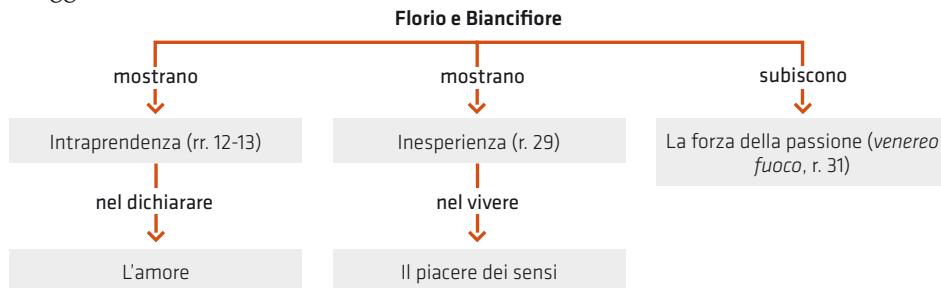 Florio e Biancifiore
mostrano
mostrano
subiscono
Intraprendenza (rr. 12-13)
Inesperienza (r. 29)
La forza della passione (venereo
fuoco, r. 31)
nel dichiarare
nel vivere
L'amore
Il piacere dei sensi